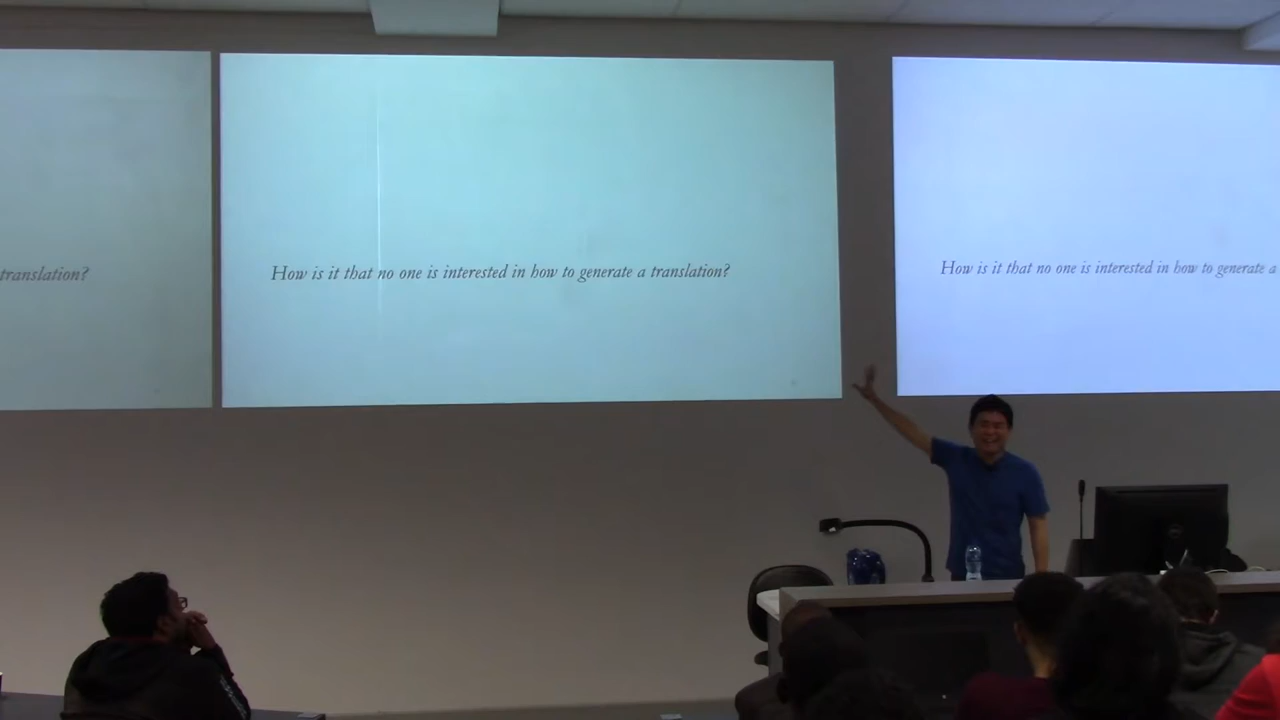 translation?
How is it that no one is interested in how to generate a translation?
How is it that no one is interested in how to generate a